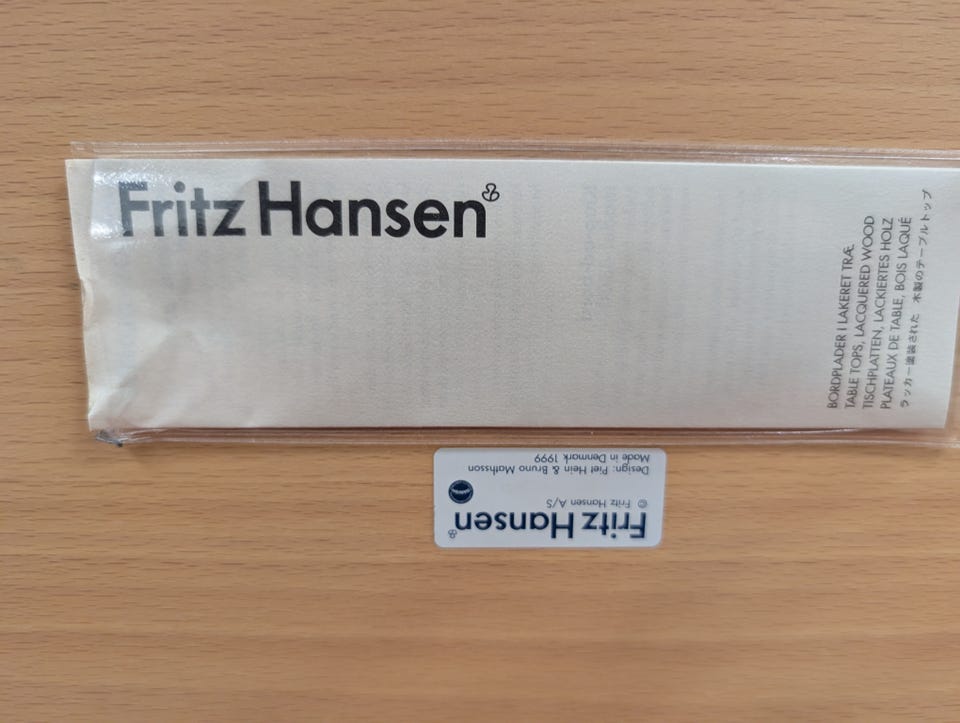 Fritz Hansen
BORDPLADER I LAKERET TRÆ
TABLE TOPS, LACQUERED WOOD
TISCHPLATTEN, LACKIERTES HOLZ
PLATEAUX DE TABLE, BOIS LAQUÉ
ラッカー塗装された 木製のテーブルトップ
Fritz Hansen
© Fritz Hansen A/S
Design: Piet Hein & Bruno Mathsson
Made in Denmark 1999